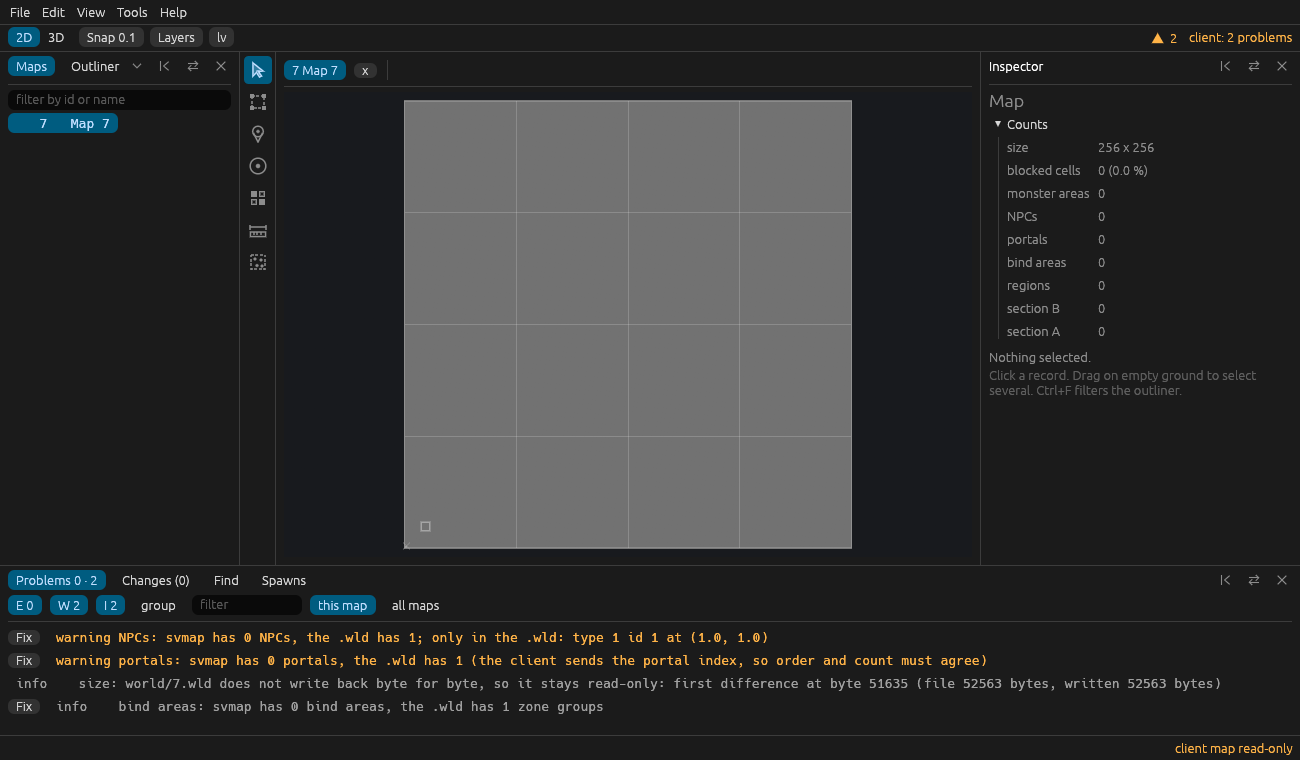 File Edit View Tools Help
2D 3D Snap 0.1 Layers lv 2 client: 2 problems
Maps Outliner
7 Map 7 x
Inspector
filter by id or name
7 Map 7
Map
Counts
size 256 x 256
blocked cells 0 (0.0 %)
monster areas 0
NPCs 0
portals 0
bind areas 0
regions 0
section B 0
section A 0
Nothing selected.
Click a record. Drag on empty ground to select
several. Ctrl+F filters the outliner.
Problems 0 · 2 Changes (0) Find Spawns
E 0 W 2 I 2 group filter this map all maps
Fix warning NPCs: svmap has 0 NPCs, the .wld has 1; only in the .wld: type 1 id 1 at (1.0, 1.0)
Fix warning portals: svmap has 0 portals, the .wld has 1 (the client sends the portal index, so order and count must agree)
info size: world/7.wld does not write back byte for byte, so it stays read-only: first difference at byte 51635 (file 52563 bytes, written 52563 bytes)
Fix info bind areas: svmap has 0 bind areas, the .wld has 1 zone groups
client map read-only